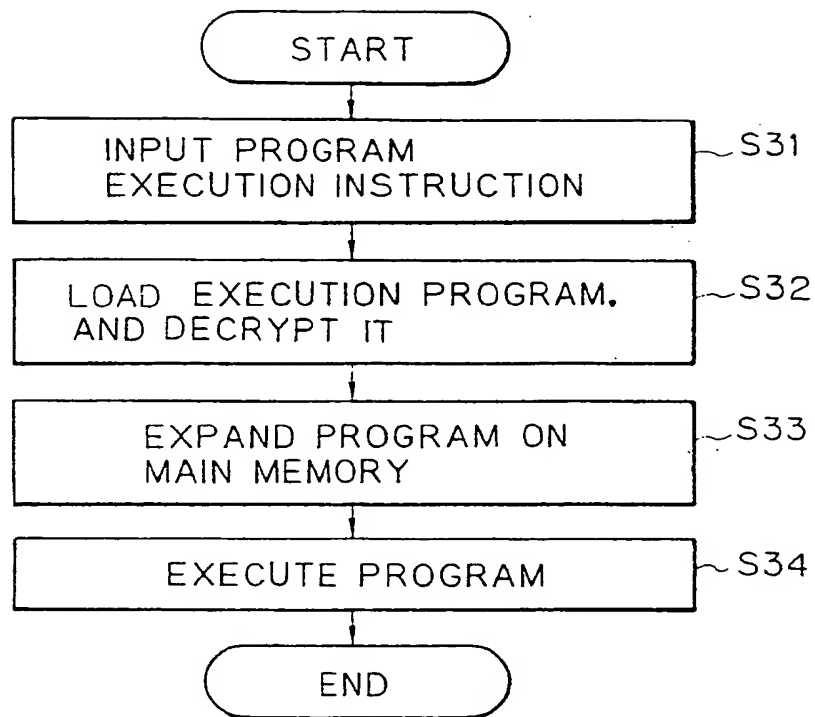 START
INPUT PROGRAM
EXECUTION INSTRUCTION
S31
LOAD EXECUTION PROGRAM.
AND DECRYPT IT
S32
EXPAND PROGRAM ON
MAIN MEMORY
S33
EXECUTE PROGRAM
S34
END